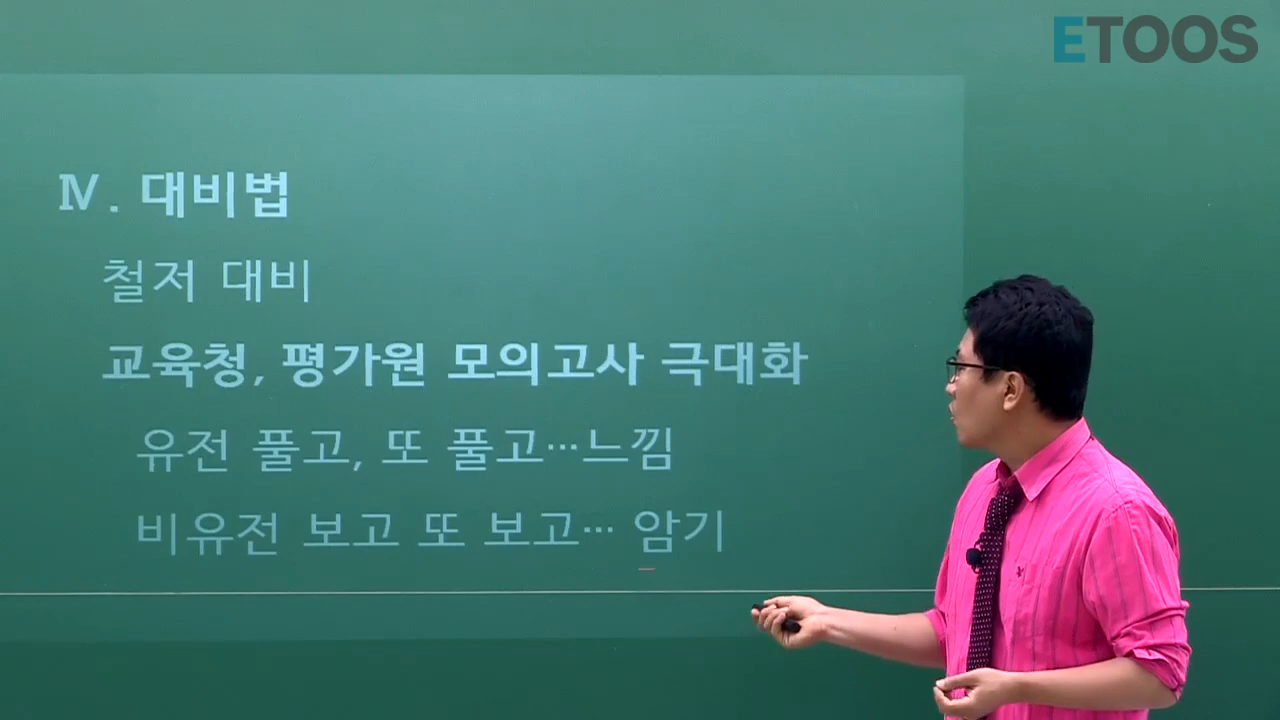 ETOOS
Ⅳ. 대비법
철저 대비
교육청, 평가원 모의고사 극대화
유전 풀고, 또 풀고…느낌
비유전 보고 또 보고… 암기